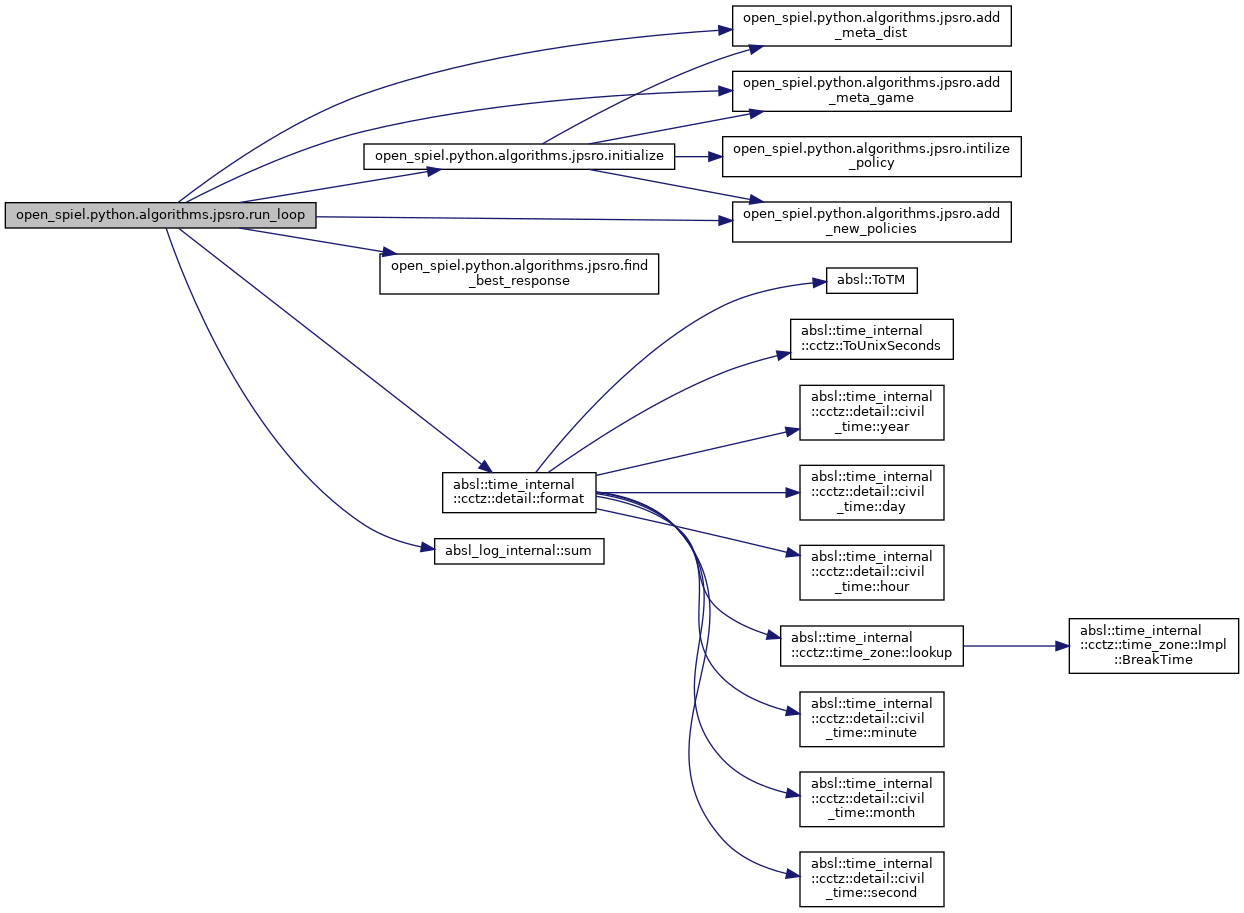 open_spiel.python.algorithms.jpsro.add
_meta_dist
open_spiel.python.algorithms.jpsro.add
_meta_game
open_spiel.python.algorithms.jpsro.initialize
open_spiel.python.algorithms.jpsro.intilize
_policy
open_spiel.python.algorithms.jpsro.run_loop
open_spiel.python.algorithms.jpsro.add
_new_policies
open_spiel.python.algorithms.jpsro.find
_best_response
absl::ToTM
absl::time_internal
::cctz::ToUnixSeconds
absl::time_internal
::cctz::detail::civil
_time::year
absl::time_internal
::cctz::detail::format
absl::time_internal
::cctz::detail::civil
_time::day
absl_log_internal::sum
absl::time_internal
::cctz::detail::civil
_time::hour
absl::time_internal
::cctz::time_zone::lookup
absl::time_internal
::cctz::time_zone::Impl
::BreakTime
absl::time_internal
::cctz::detail::civil
_time::minute
absl::time_internal
::cctz::detail::civil
_time::month
absl::time_internal
::cctz::detail::civil
_time::second